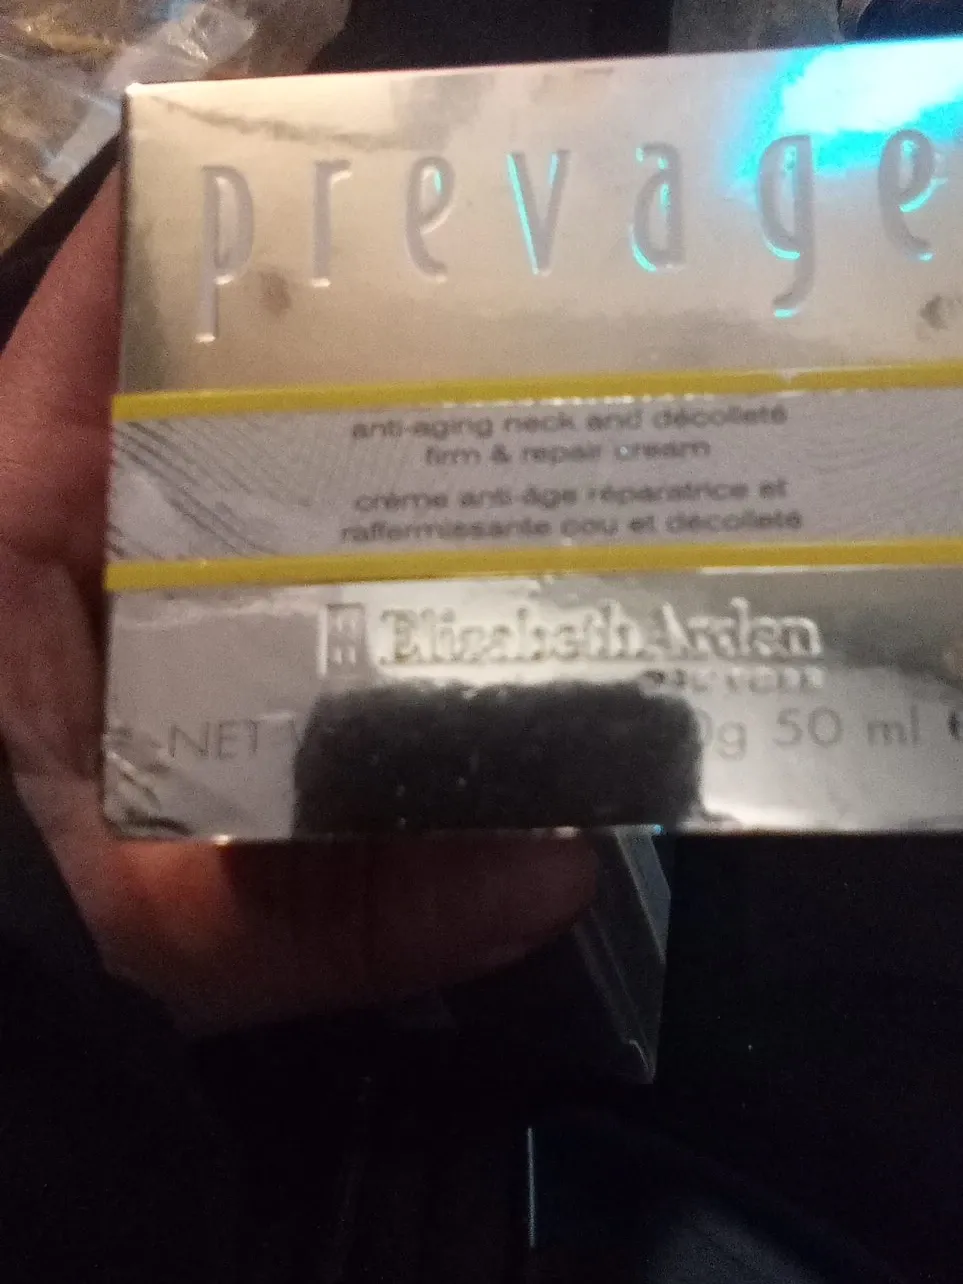 prevage
anti-aging neck and décolleté
firm & repair cream
crème anti-âge réparatrice et
raffermissante cou et décolleté
Elizabeth Arden
NET 50 ml